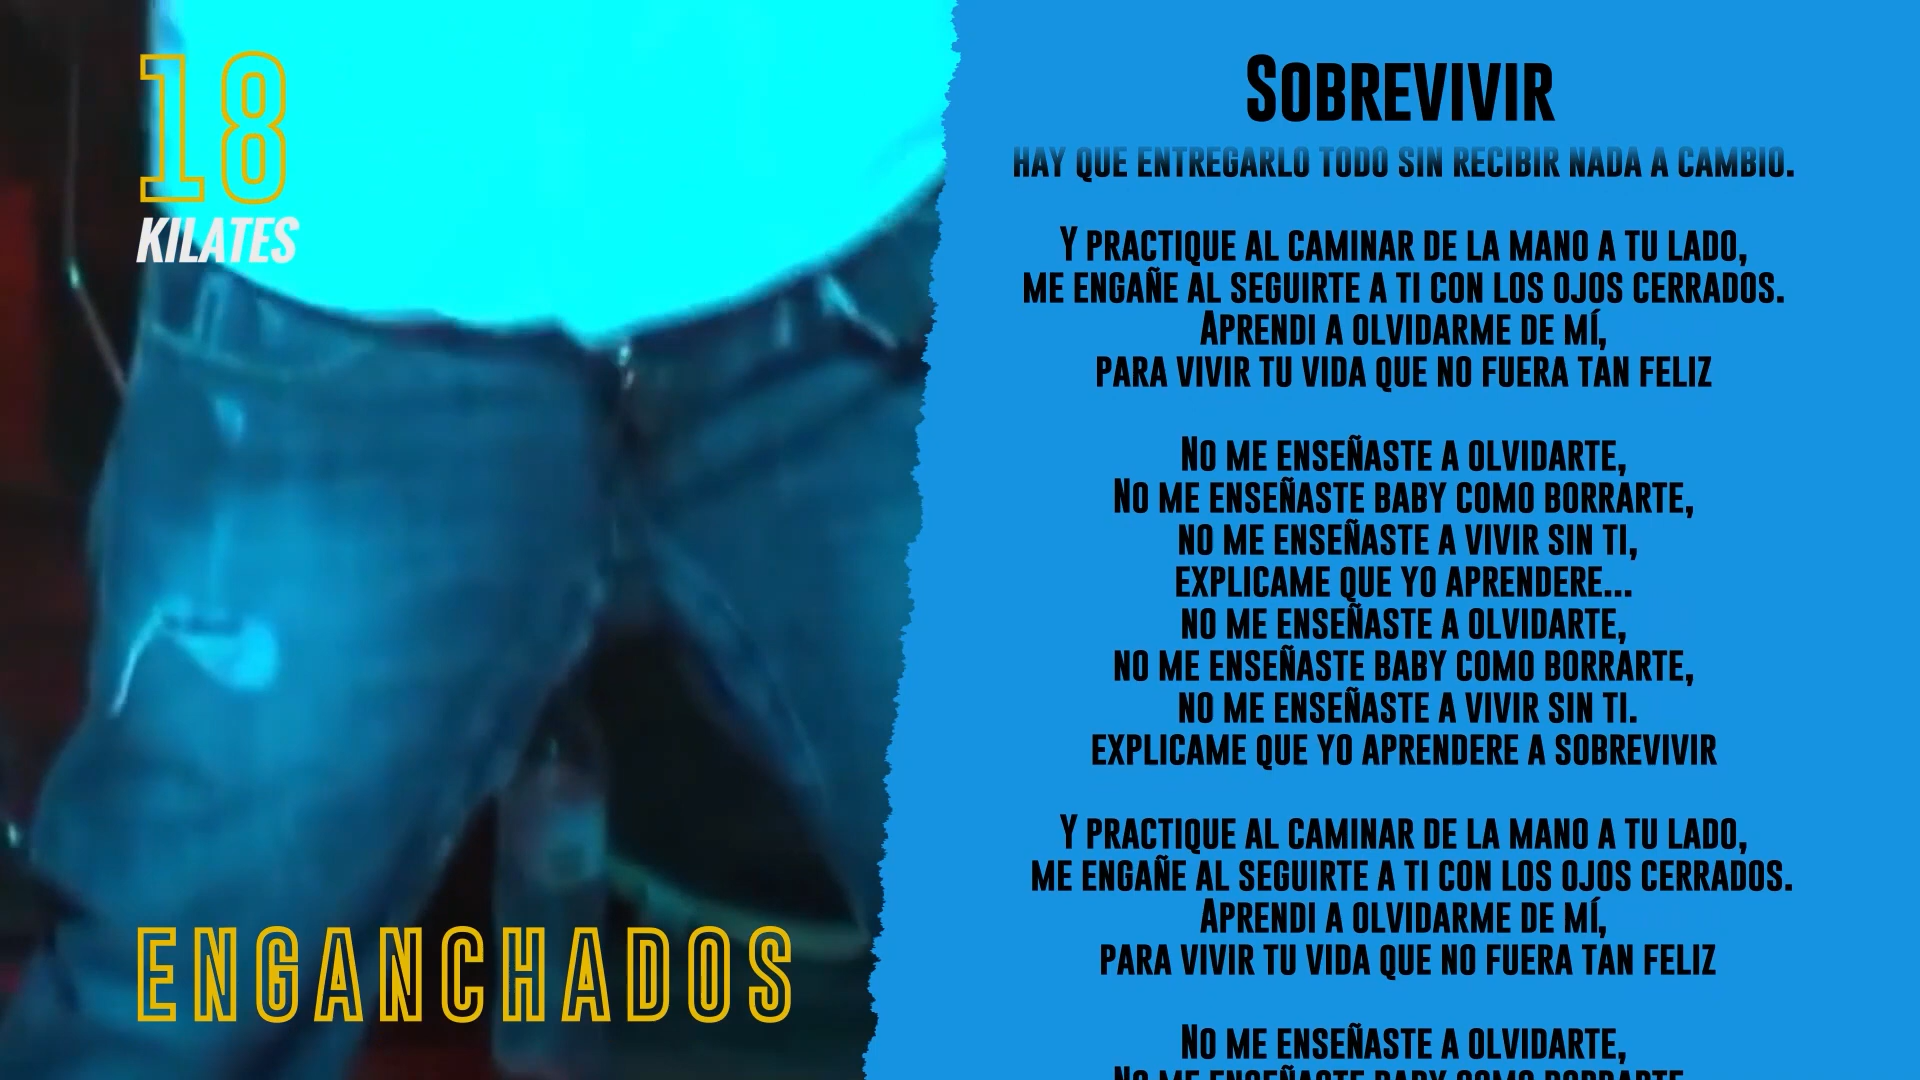 18
KILATES
ENGANCHADOS
SOBREVIVIR
HAY QUE ENTREGARLO TODO SIN RECIBIR NADA A CAMBIO.
Y PRACTIQUE AL CAMINAR DE LA MANO A TU LADO,
ME ENGAÑE AL SEGUIRTE A TI CON LOS OJOS CERRADOS.
APRENDI A OLVIDARME DE MÍ,
PARA VIVIR TU VIDA QUE NO FUERA TAN FELIZ
NO ME ENSEÑASTE A OLVIDARTE,
NO ME ENSEÑASTE BABY COMO BORRARTE,
NO ME ENSEÑASTE A VIVIR SIN TI,
EXPLICAME QUE YO APRENDERE...
NO ME ENSEÑASTE A OLVIDARTE,
NO ME ENSEÑASTE BABY COMO BORRARTE,
NO ME ENSEÑASTE A VIVIR SIN TI.
EXPLICAME QUE YO APRENDERE A SOBREVIVIR
Y PRACTIQUE AL CAMINAR DE LA MANO A TU LADO,
ME ENGAÑE AL SEGUIRTE A TI CON LOS OJOS CERRADOS.
APRENDI A OLVIDARME DE MÍ,
PARA VIVIR TU VIDA QUE NO FUERA TAN FELIZ
NO ME ENSEÑASTE A OLVIDARTE,
NO ME ENSEÑASTE BABY COMO BORRARTE